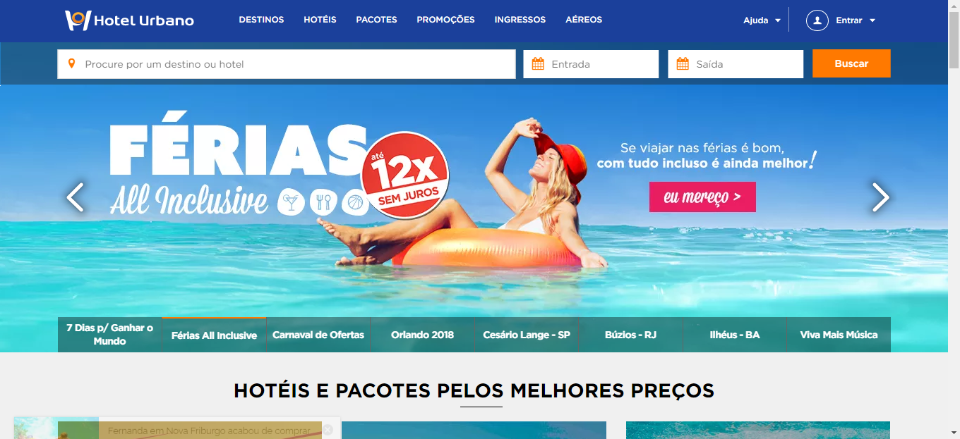 Hotel Urbano
DESTINOS
HOTÉIS
PACOTES
PROMOÇÕES
INGRESSOS
AÉREOS
Ajuda
Entrar
Procure por um destino ou hotel
Entrada
Saída
Buscar
FÉRIAS
All Inclusive
até
12X
SEM JUROS
Se viajar nas férias é bom,
com tudo incluso é ainda melhor!
eu mereço >
7 Dias p/ Ganhar o
Mundo
Férias All Inclusive
Carnaval de Ofertas
Orlando 2018
Cesário Lange - SP
Búzios - RJ
Ilhéus - BA
Viva Mais Música
HOTÉIS E PACOTES PELOS MELHORES PREÇOS
Fernanda em Nova Friburgo acabou de comprar